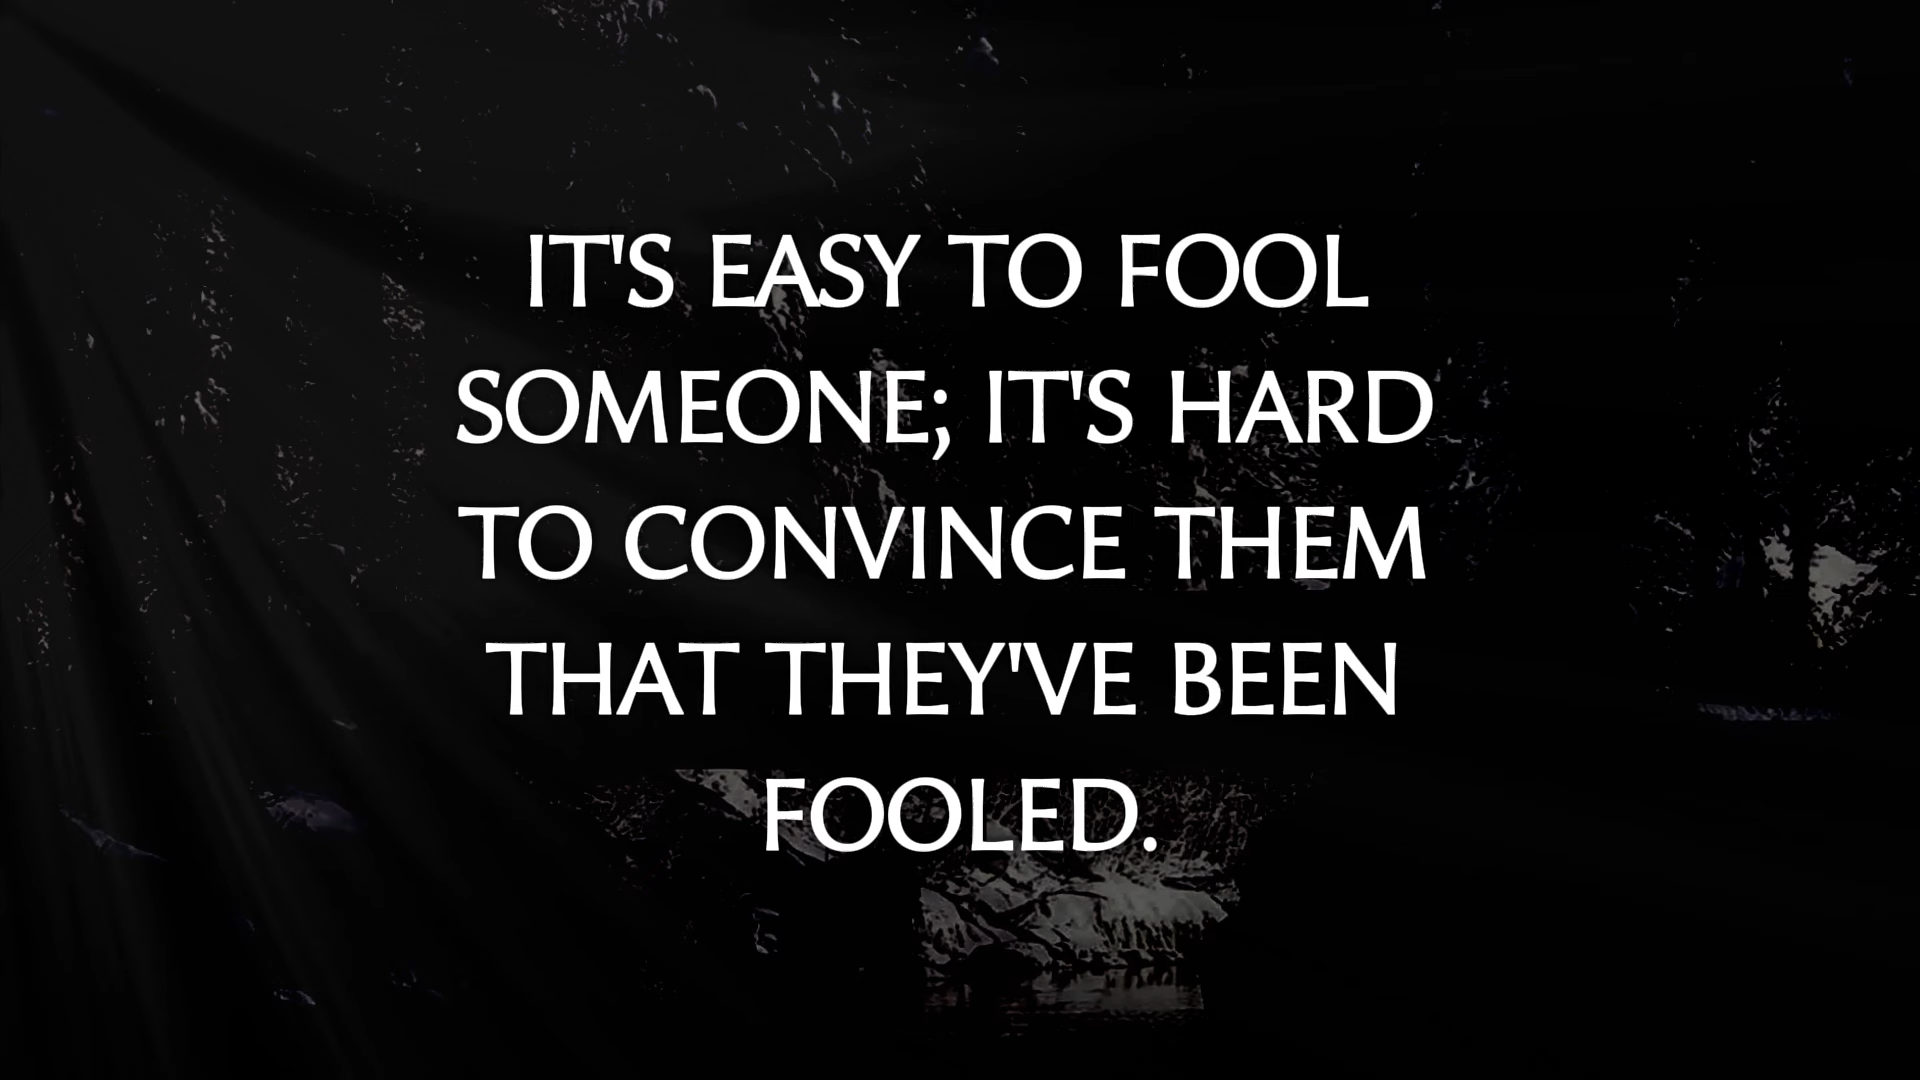 IT'S EASY TO FOOL
SOMEONE; IT'S HARD
TO CONVINCE THEM
THAT THEY'VE BEEN
FOOLED.